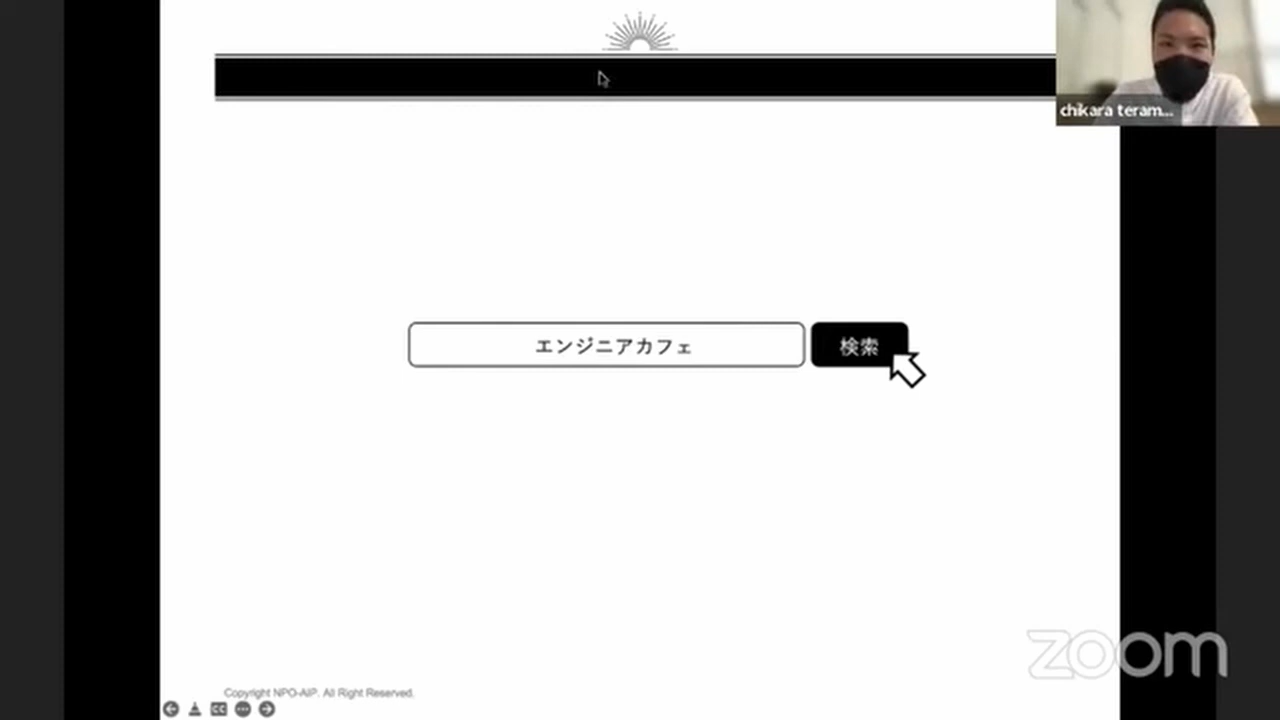 chikara teram...
エンジニアカフェ
検索
zoom
Copyright NPO-AIP. All Right Reserved.
CC